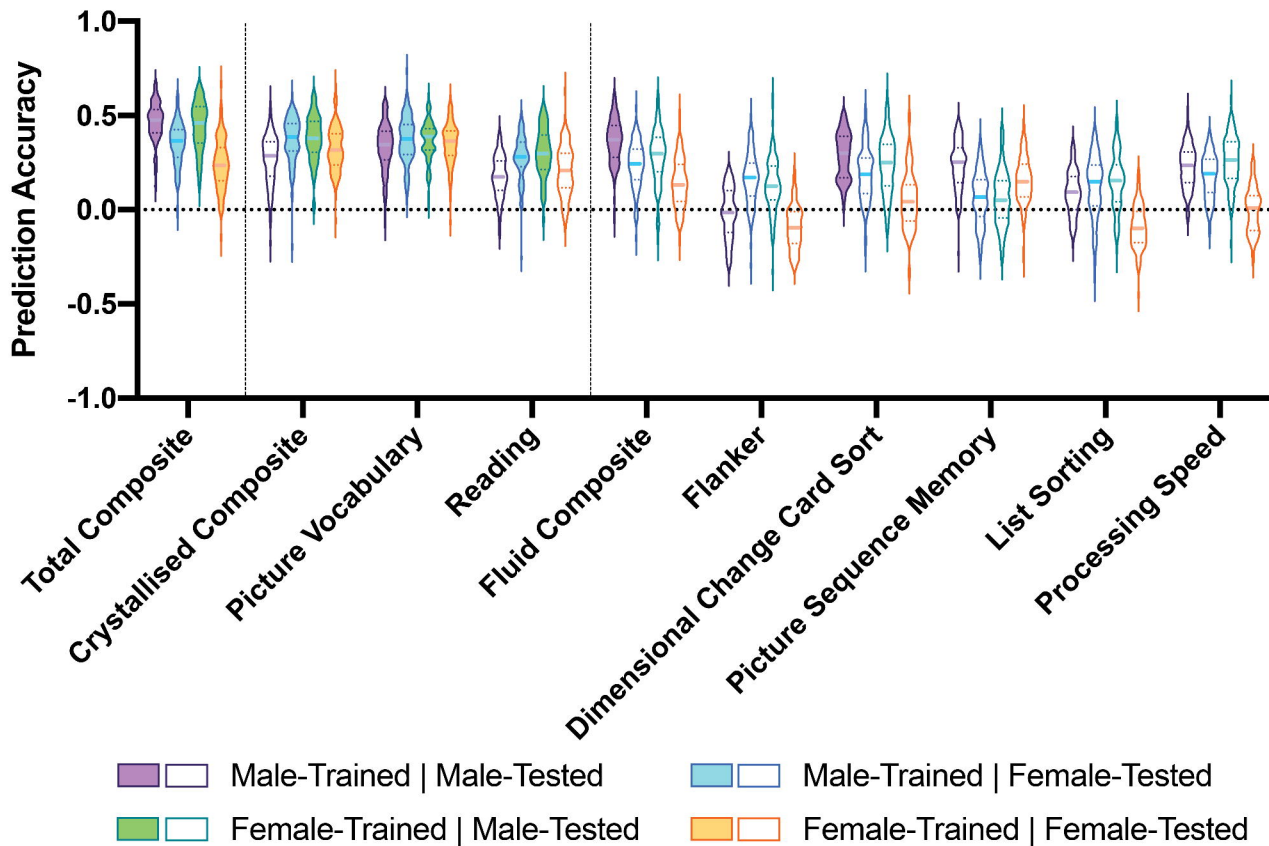 Prediction Accuracy
1.0
0.5
0.0
-0.5
-1.0
Total Composite
Crystallised Composite
Picture Vocabulary
Reading
Fluid Composite
Flanker
Dimensional Change Card Sort
Picture Sequence Memory
List Sorting
Processing Speed
Male-Trained | Male-Tested
Male-Trained | Female-Tested
Female-Trained | Male-Tested
Female-Trained | Female-Tested